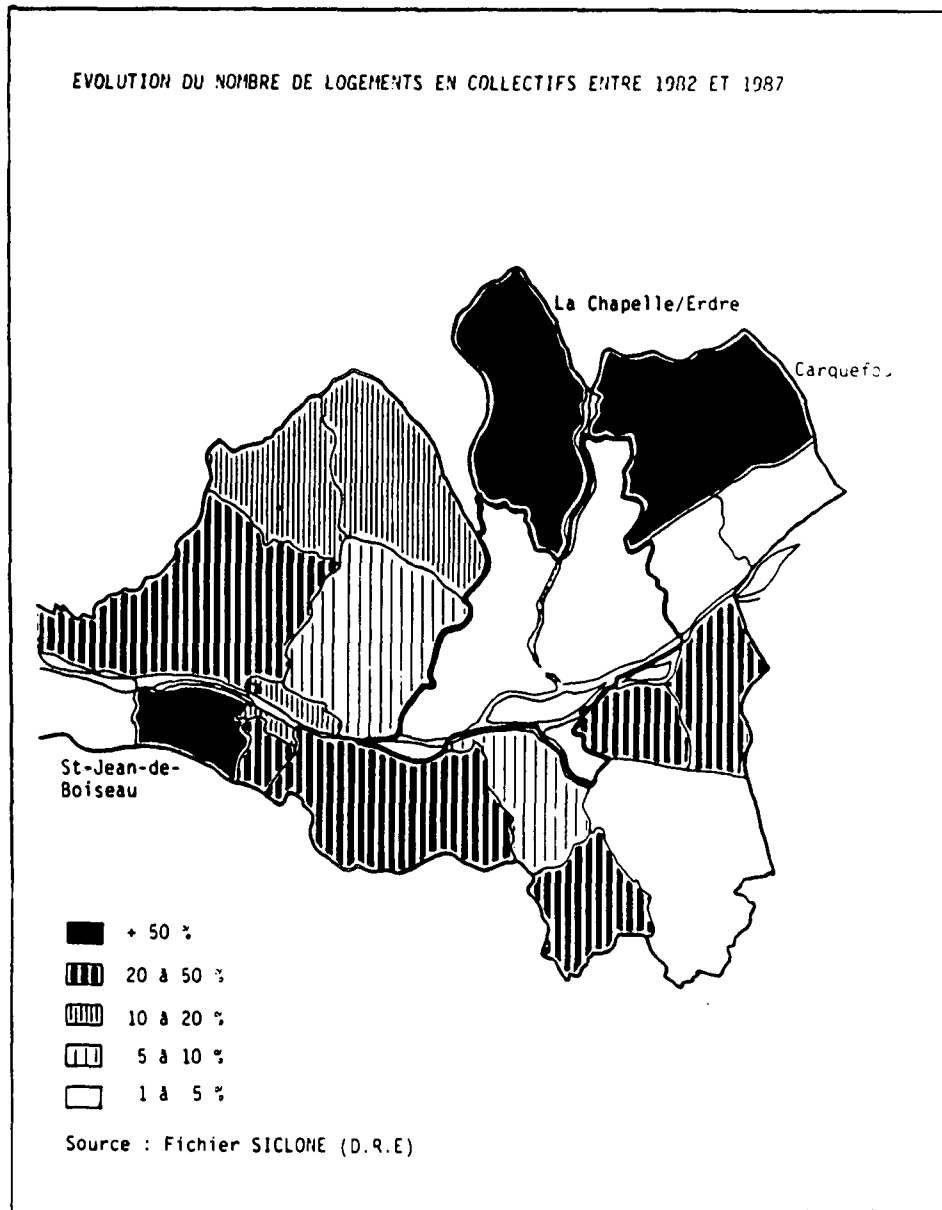 EVOLUTION DU NOMBRE DE LOGEMENTS EN COLLECTIFS ENTRE 1982 ET 1987
La Chapelle/Erdre
St-Jean-de-
Boiseau
+ 50 %
20 à 50 %
10 à 20 %
5 à 10 %
1 à 5 %
Source : Fichier SICLONE (D.R.E)